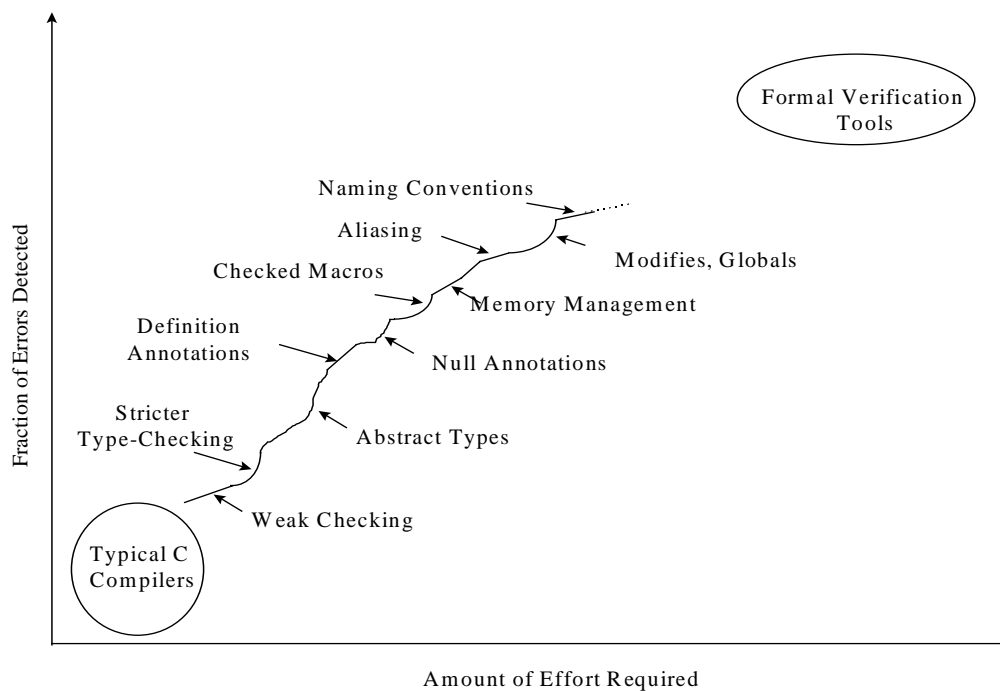 Formal Verification
Tools
Naming Conventions
Aliasing
Modifies, Globals
Checked Macros
Memory Management
Definition
Annotations
Null Annotations
Stricter
Type-Checking
Abstract Types
Weak Checking
Typical C
Compilers
Fraction of Errors Detected
Amount of Effort Required